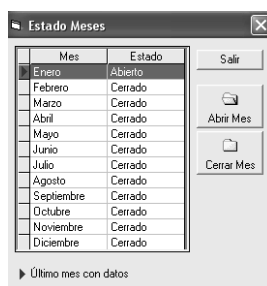 Estado Meses
Mes Estado Salir
Enero Abierto
Febrero Cerrado
Marzo Cerrado
Abril Cerrado Abrir Mes
Mayo Cerrado
Junio Cerrado
Julio Cerrado Cerrar Mes
Agosto Cerrado
Septiembre Cerrado
Octubre Cerrado
Noviembre Cerrado
Diciembre Cerrado
Último mes con datos